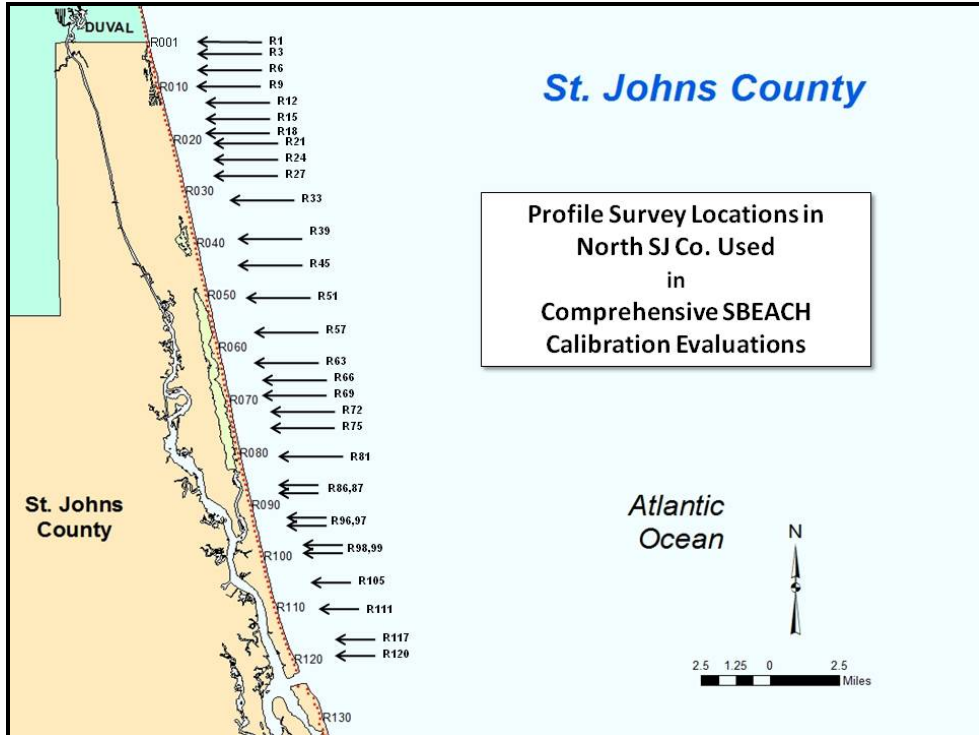 DUVAL
St. Johns County
R001
R010
R020
R030
R040
R050
R060
R070
R080
R090
R100
R110
R120
R130
R1
R3
R6
R9
R12
R15
R18
R21
R24
R27
R33
R39
R45
R51
R57
R63
R66
R69
R72
R75
R81
R86,87
R96,97
R98,99
R105
R111
R117
R120
Profile Survey Locations in
North SJ Co. Used
in
Comprehensive SBEACH
Calibration Evaluations
St. Johns
County
Atlantic
Ocean
N
2.5 1.25 0 2.5
Miles